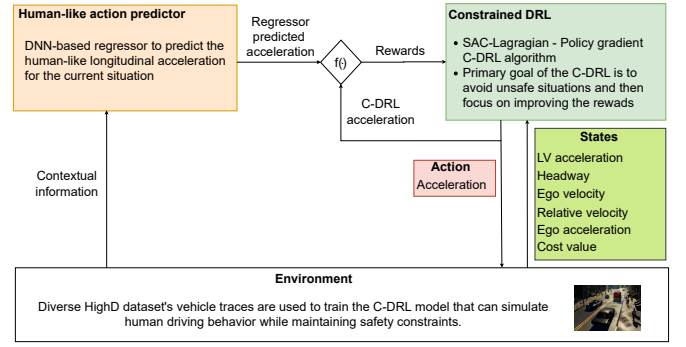 Human-like action predictor
DNN-based regressor to predict the
human-like longitudinal acceleration
for the current situation
Regressor
predicted
acceleration
f(·)
Rewards
Constrained DRL
• SAC-Lagragian - Policy gradient
C-DRL algorithm
• Primary goal of the C-DRL is to
avoid unsafe situations and then
focus on improving the rewads
C-DRL
acceleration
Contextual
information
Action
Acceleration
States
LV acceleration
Headway
Ego velocity
Relative velocity
Ego acceleration
Cost value
Environment
Diverse HighD dataset's vehicle traces are used to train the C-DRL model that can simulate
human driving behavior while maintaining safety constraints.